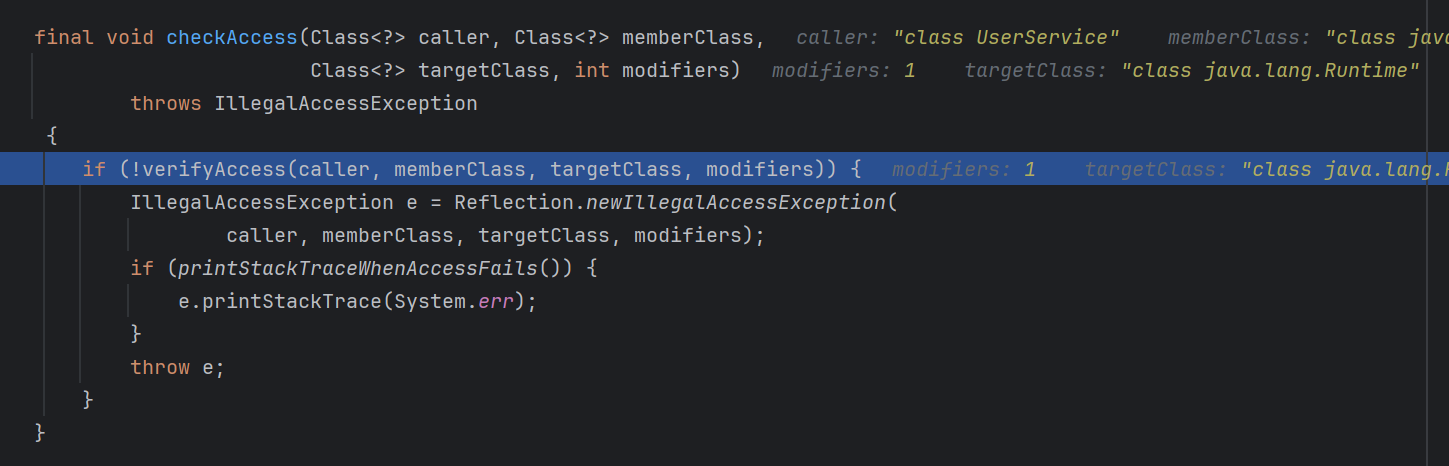 final void checkAccess(Class<?> caller, Class<?> memberClass,   caller: "class UserService"    memberClass: "class jav
                       Class<?> targetClass, int modifiers)   modifiers: 1    targetClass: "class java.lang.Runtime"
        throws IllegalAccessException
 {
    if (!verifyAccess(caller, memberClass, targetClass, modifiers)) {   modifiers: 1    targetClass: "class java.lang.
        IllegalAccessException e = Reflection.newIllegalAccessException(
                caller, memberClass, targetClass, modifiers);
        if (printStackTraceWhenAccessFails()) {
            e.printStackTrace(System.err);
        }
        throw e;
    }
}